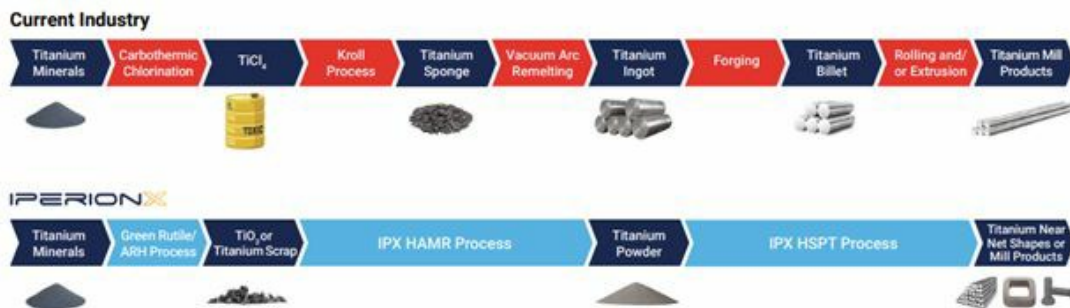 Current Industry
Titanium Minerals
Carbothermic Chlorination
TiCl₄
Kroll Process
Titanium Sponge
Vacuum Arc Remelting
Titanium Ingot
Forging
Titanium Billet
Rolling and/ or Extrusion
Titanium Mill Products
TOXIC
IPERIONX
Titanium Minerals
Green Rutile/ ARH Process
TiO₂ or Titanium Scrap
IPX HAMR Process
Titanium Powder
IPX HSPT Process
Titanium Near Net Shapes or Mill Products